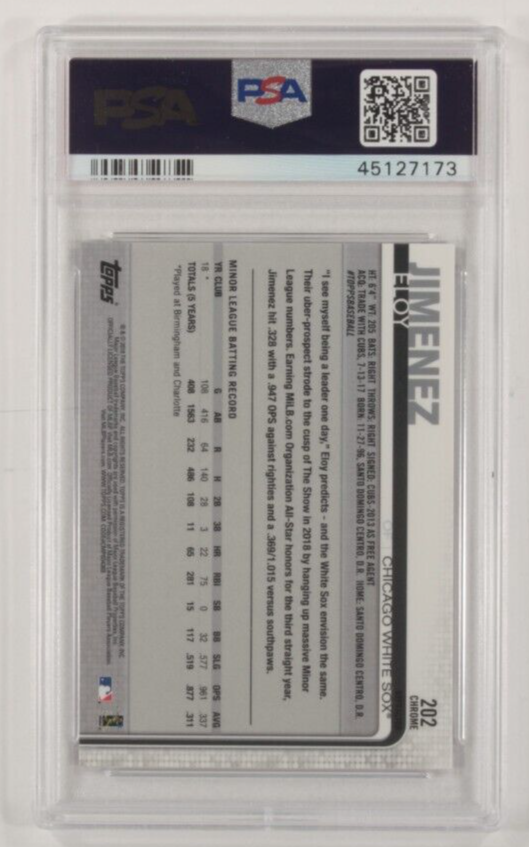 PSA
PSA
45127173
202
CHROME
JIMENEZ
ELOY
OF CHICAGO WHITE SOX®
HT: 6'4" WT: 205 BATS: RIGHT THROWS: RIGHT SIGNED: CUBS-2013 AS FREE AGENT
ACQ: TRADE WITH CUBS, 7-13-17 BORN: 11-27-96, SANTO DOMINGO CENTRO, D.R. HOME: SANTO DOMINGO CENTRO, D.R.
#TOPPSBASEBALL
"I see myself being a leader one day," Eloy predicts - and the White Sox envision the same.
Their uber-prospect strode to the cusp of The Show in 2018 by hanging up massive Minor
League numbers. Earning MiLB.com Organization All-Star honors for the third straight year,
Jimenez hit .328 with a .947 OPS against righties and a .369/1.015 versus southpaws.
MINOR LEAGUE BATTING RECORD
YR CLUB G AB R H 2B 3B HR RBI SB BB SLG OPS AVG
18 * 108 416 64 140 28 3 22 75 0 32 .577 .961 .337
TOTALS (5 YEARS) 408 1563 232 486 108 11 65 281 15 117 .519 .877 .311
*Played at Birmingham and Charlotte
topps